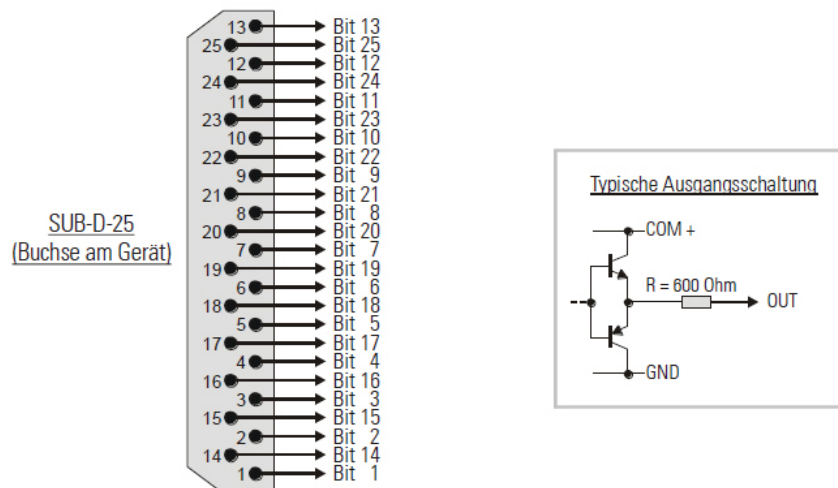 SUB-D-25
(Buchse am Gerät)
13 Bit 13
25 Bit 25
12 Bit 12
24 Bit 24
11 Bit 11
23 Bit 23
10 Bit 10
22 Bit 22
9 Bit 9
21 Bit 21
8 Bit 8
20 Bit 20
7 Bit 7
19 Bit 19
6 Bit 6
18 Bit 18
5 Bit 5
17 Bit 17
4 Bit 4
16 Bit 16
3 Bit 3
15 Bit 15
2 Bit 2
14 Bit 14
1 Bit 1
Typische Ausgangsschaltung
COM +
R = 600 Ohm
OUT
GND